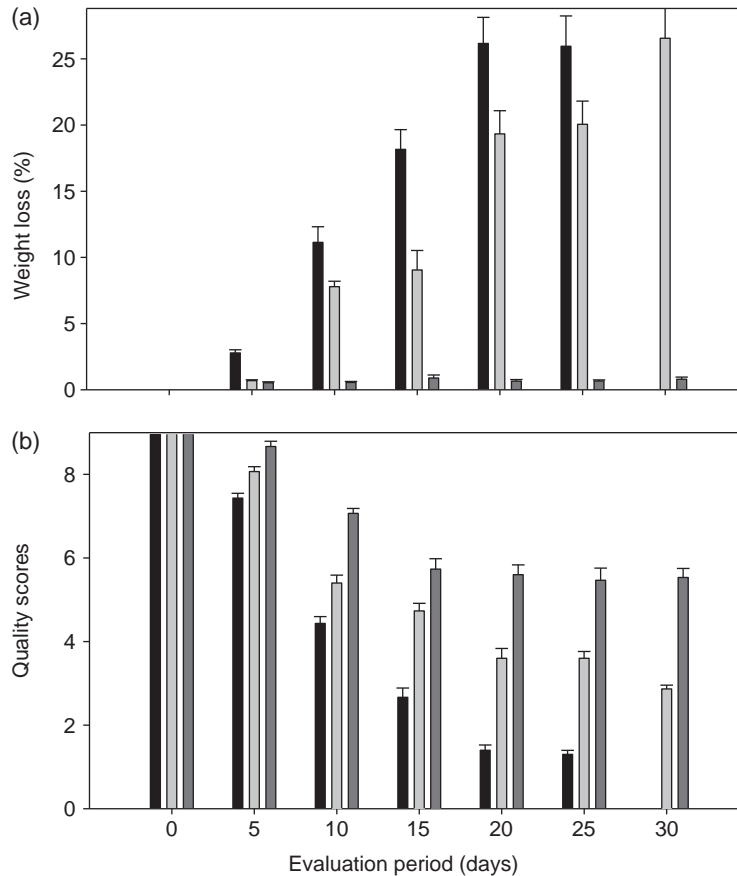 (a)
25
20
15
10
5
0
Weight loss (%)
(b)
8
6
4
2
0
Quality scores
0 5 10 15 20 25 30
Evaluation period (days)